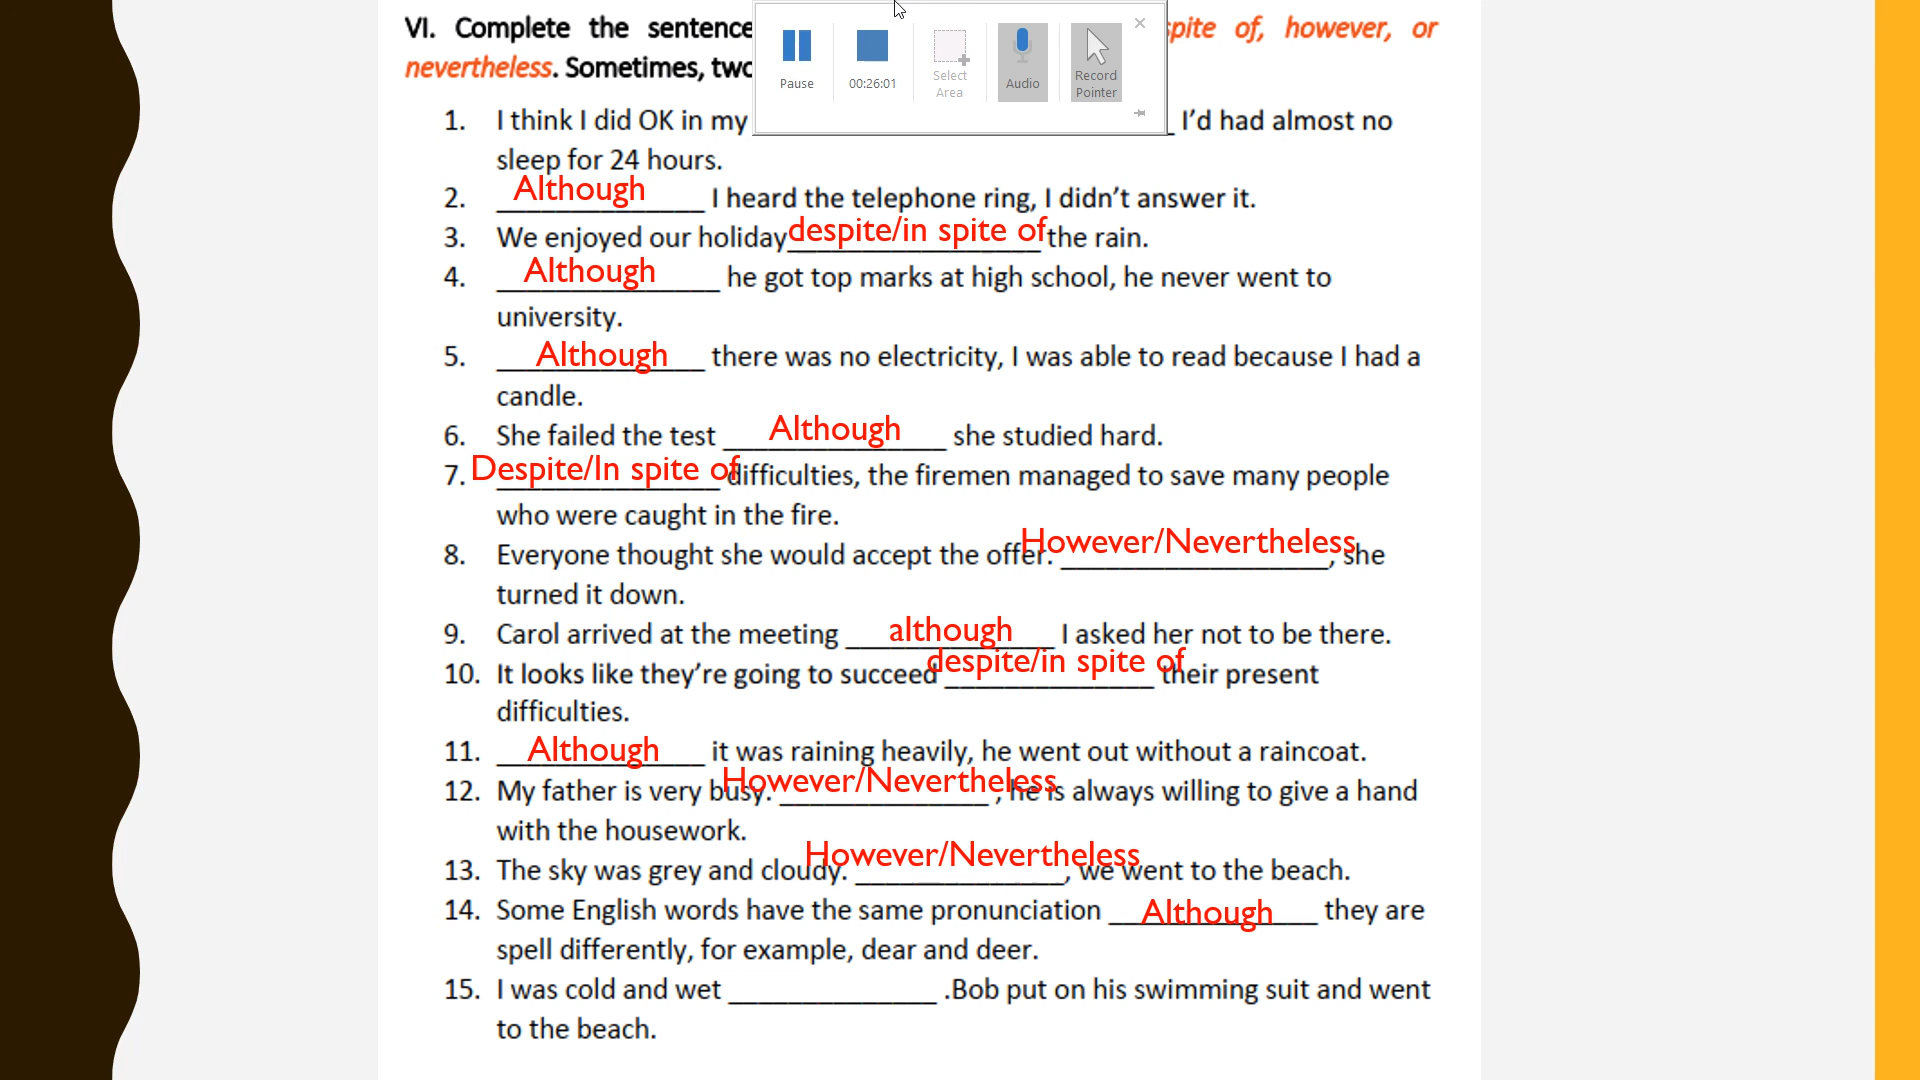 VI. Complete the sentence
spite of, however, or
nevertheless. Sometimes, two
Pause
00:26:01
Select
Area
Audio
Record
Pointer
1. I think I did OK in my
I'd had almost no
sleep for 24 hours.
2. Although I heard the telephone ring, I didn't answer it.
3. We enjoyed our holiday despite/in spite of the rain.
4. Although he got top marks at high school, he never went to
university.
5. Although there was no electricity, I was able to read because I had a
candle.
6. She failed the test Although she studied hard.
7. Despite/In spite of difficulties, the firemen managed to save many people
who were caught in the fire.
8. Everyone thought she would accept the offer. However/Nevertheless, she
turned it down.
9. Carol arrived at the meeting although I asked her not to be there.
10. It looks like they're going to succeed despite/in spite of their present
difficulties.
11. Although it was raining heavily, he went out without a raincoat.
12. My father is very busy. However/Nevertheless, he is always willing to give a hand
with the housework.
13. The sky was grey and cloudy. However/Nevertheless, we went to the beach.
14. Some English words have the same pronunciation Although they are
spell differently, for example, dear and deer.
15. I was cold and wet ______________ .Bob put on his swimming suit and went
to the beach.